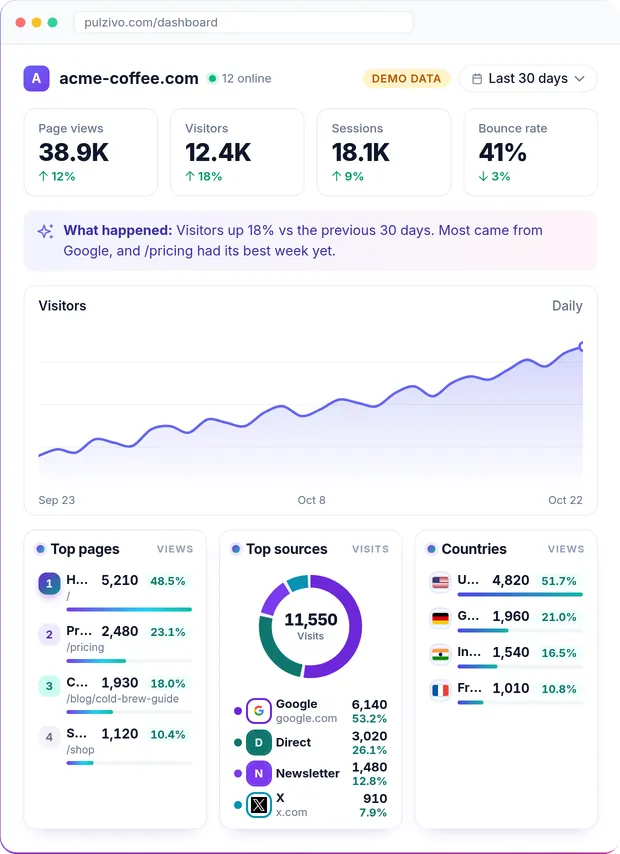 pulzivo.com/dashboard
A acme-coffee.com 12 online DEMO DATA Last 30 days
Page views Visitors Sessions Bounce rate
38.9K 12.4K 18.1K 41%
↑ 12% ↑ 18% ↑ 9% ↓ 3%
What happened: Visitors up 18% vs the previous 30 days. Most came from
Google, and /pricing had its best week yet.
Visitors Daily
Sep 23 Oct 8 Oct 22
Top pages VIEWS
1 H... 5,210 48.5%
/
2 Pr... 2,480 23.1%
/pricing
3 C... 1,930 18.0%
/blog/cold-brew-guide
4 S... 1,120 10.4%
/shop
Top sources VISITS
11,550
Visits
G Google 6,140
google.com 53.2%
D Direct 3,020
26.1%
N Newsletter 1,480
12.8%
X X 910
x.com 7.9%
Countries VIEWS
U... 4,820 51.7%
G... 1,960 21.0%
In... 1,540 16.5%
Fr... 1,010 10.8%